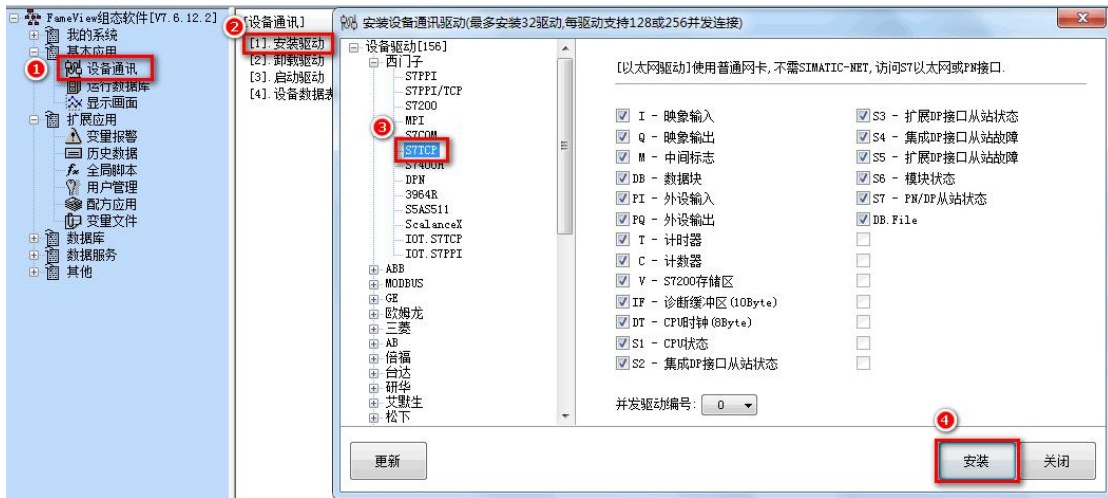 FameView组态软件[V7.6.12.2]
我的系统
基本应用
1
设备通讯
运行数据库
显示画面
扩展应用
变量报警
历史数据
全局脚本
用户管理
配方应用
变量文件
数据库
数据服务
其他
2
[设备通讯]
[1].安装驱动
[2].卸载驱动
[3].启动驱动
[4].设备数据表
安装设备通讯驱动(最多安装32驱动,每驱动支持128或256并发连接)
设备驱动[156]
西门子
S7PPI
S7PPI/TCP
S7200
MPI
3
S7COM
S7TCP
S7400H
DPN
3964R
S5AS511
ScalanceX
IOT.S7TCP
IOT.S7PPI
ABB
MODBUS
GE
欧姆龙
三菱
AB
倍福
台达
研华
艾默生
松下
[以太网驱动]使用普通网卡,不需SIMATIC-NET,访问S7以太网或PN接口.
I - 映象输入
Q - 映象输出
M - 中间标志
DB - 数据块
PI - 外设输入
PQ - 外设输出
T - 计时器
C - 计数器
V - S7200存储区
IF - 诊断缓冲区(10Byte)
DT - CPU时钟(8Byte)
S1 - CPU状态
S2 - 集成DP接口从站状态
S3 - 扩展DP接口从站状态
S4 - 集成DP接口从站故障
S5 - 扩展DP接口从站故障
S6 - 模块状态
S7 - PN/DP从站状态
DB.File
并发驱动编号: 0
4
更新
安装
关闭